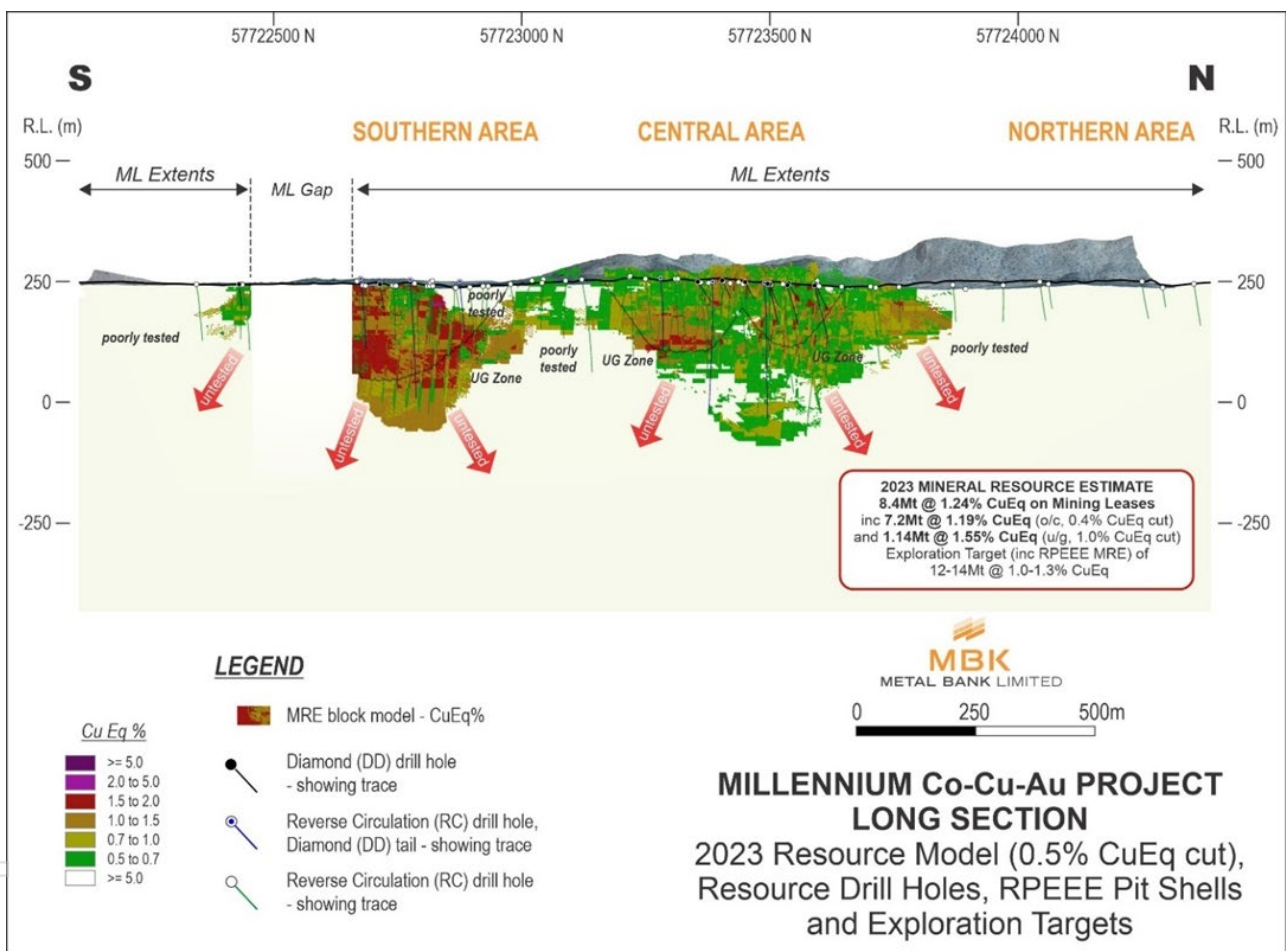 57722500 N
57723000 N
57723500 N
57724000 N
S
N
R.L. (m)
SOUTHERN AREA
CENTRAL AREA
NORTHERN AREA
R.L. (m)
500
500
ML Extents
ML Gap
ML Extents
250
250
poorly
tested
poorly tested
UG Zone
poorly
tested
UG Zone
UG Zone
poorly tested
untested
untested
untested
untested
untested
untested
0
0
-250
-250
2023 MINERAL RESOURCE ESTIMATE
8.4Mt @ 1.24% CuEq on Mining Leases
inc 7.2Mt @ 1.19% CuEq (o/c, 0.4% CuEq cut)
and 1.14Mt @ 1.55% CuEq (u/g, 1.0% CuEq cut)
Exploration Target (inc RPEEE MRE) of
12-14Mt @ 1.0-1.3% CuEq
MBK
METAL BANK LIMITED
0 250 500m
LEGEND
MRE block model - CuEq%
Diamond (DD) drill hole
- showing trace
Reverse Circulation (RC) drill hole,
Diamond (DD) tail - showing trace
Reverse Circulation (RC) drill hole
- showing trace
Cu Eq %
>= 5.0
2.0 to 5.0
1.5 to 2.0
1.0 to 1.5
0.7 to 1.0
0.5 to 0.7
>= 5.0
MILLENNIUM Co-Cu-Au PROJECT
LONG SECTION
2023 Resource Model (0.5% CuEq cut),
Resource Drill Holes, RPEEE Pit Shells
and Exploration Targets